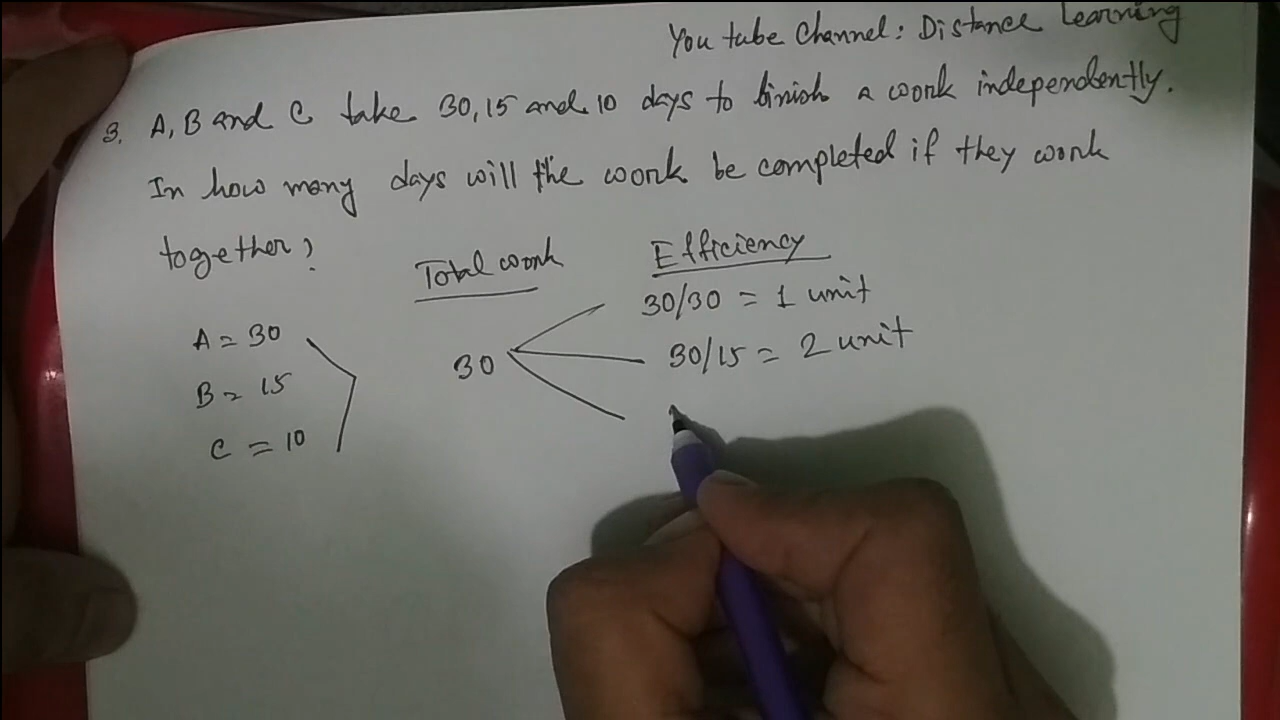 You tube Channel: Distance Learning
3. A, B and C take 30, 15 and 10 days to finish a work independently.
In how many days will the work be completed if they work
together?
Total work
Efficiency
A = 30
B = 15
C = 10
30
30/30 = 1 unit
30/15 = 2 unit